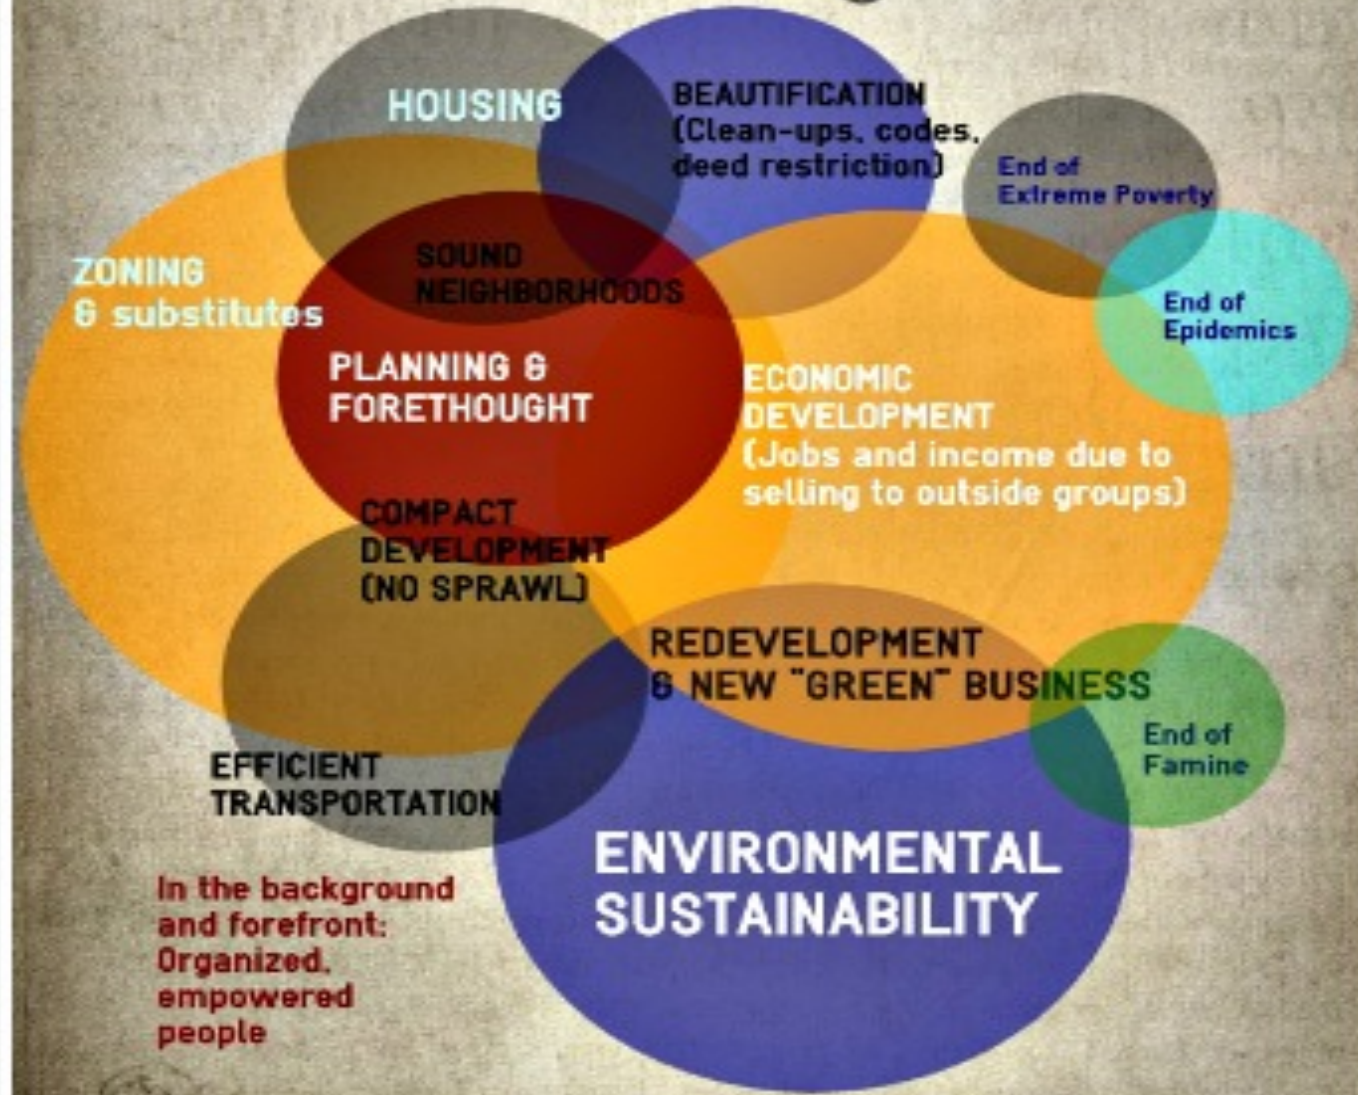 HOUSING
BEAUTIFICATION
(Clean-ups, codes,
deed restriction)
End of
Extreme Poverty
ZONING
& substitutes
SOUND
NEIGHBORHOODS
End of
Epidemics
PLANNING &
FORETHOUGHT
ECONOMIC
DEVELOPMENT
(Jobs and income due to
selling to outside groups)
COMPACT
DEVELOPMENT
(NO SPRAWL)
REDEVELOPMENT
& NEW "GREEN" BUSINESS
End of
Famine
EFFICIENT
TRANSPORTATION
ENVIRONMENTAL
SUSTAINABILITY
In the background
and forefront:
Organized,
empowered
people